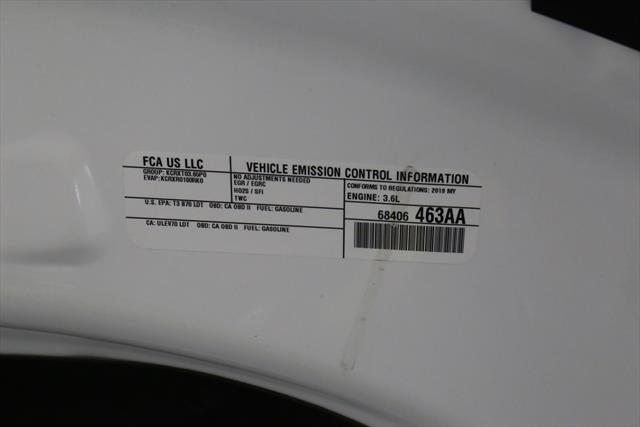 FCA US LLC
VEHICLE EMISSION CONTROL INFORMATION
GROUP: KCRXT03.65P0
EVAP: KCRXR0180RK0
NO ADJUSTMENTS NEEDED
EGR / EGRC
HO2S / SFI
TWC
CONFORMS TO REGULATIONS: 2019 MY
ENGINE: 3.6L
U.S. EPA: T3 B70 LDT OBD: CA OBD II FUEL: GASOLINE
CA: ULEV70 LDT OBD: CA OBD II FUEL: GASOLINE
68406 463AA